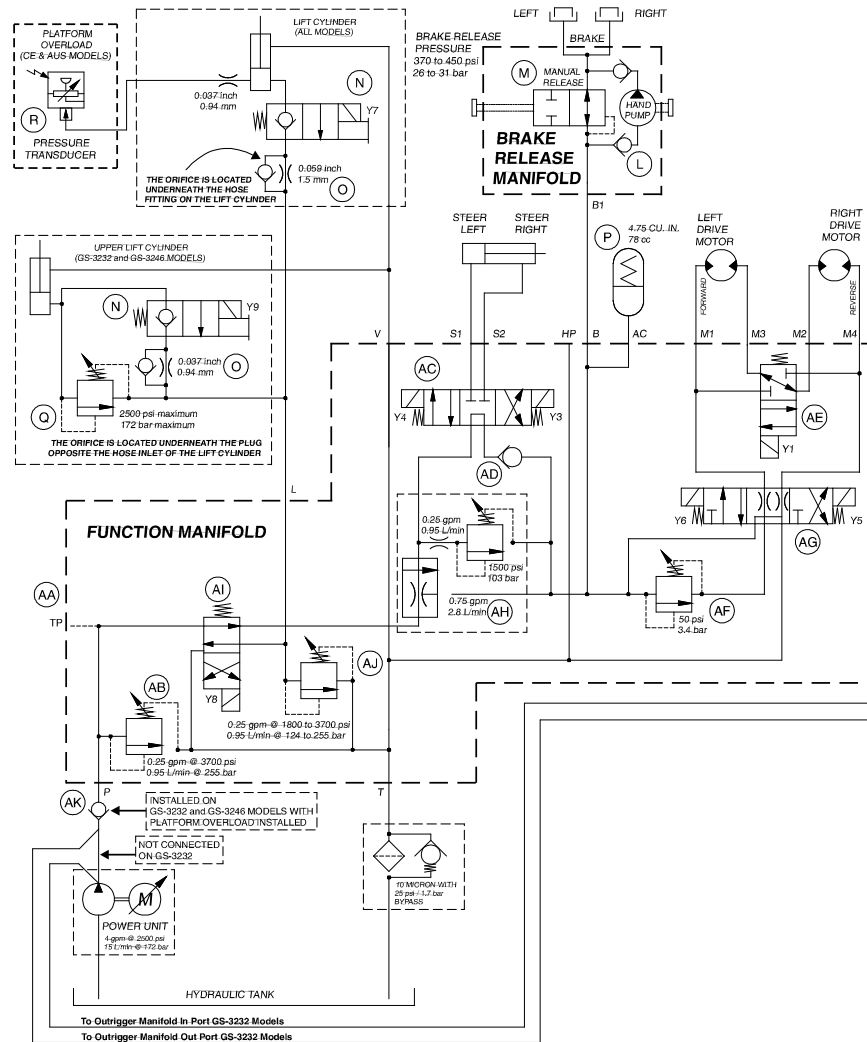 PLATFORM
OVERLOAD
(CE & AUS MODELS)
R
PRESSURE
TRANSDUCER
LIFT CYLINDER
(ALL MODELS)
0.037 inch
0.94 mm
N
Y7
THE ORIFICE IS LOCATED
UNDERNEATH THE HOSE
FITTING ON THE LIFT CYLINDER
0.059 inch
1.5 mm
O
LEFT
RIGHT
BRAKE
BRAKE RELEASE
PRESSURE
370 to 450 psi
26 to 31 bar
M
MANUAL
RELEASE
HAND
PUMP
BRAKE
RELEASE
MANIFOLD
L
B1
UPPER LIFT CYLINDER
(GS-3232 and GS-3246 MODELS)
N
Y9
0.037 inch
0.94 mm
O
Q
2500 psi maximum
172 bar maximum
THE ORIFICE IS LOCATED UNDERNEATH THE PLUG
OPPOSITE THE HOSE INLET OF THE LIFT CYLINDER
STEER
LEFT
STEER
RIGHT
P
4.75 CU. IN.
78 cc
LEFT
DRIVE
MOTOR
RIGHT
DRIVE
MOTOR
FORWARD
REVERSE
V
S1
S2
HP
B
AC
M1
M3
M2
M4
AC
Y4
Y3
AE
Y1
AD
L
FUNCTION MANIFOLD
0.25 gpm
0.95 L/min
1500 psi
103 bar
Y6
Y5
AG
AA
TP
AI
Y8
AJ
0.75 gpm
2.8 L/min
AH
AF
50 psi
3.4 bar
AB
0.25 gpm @ 1800 to 3700 psi
0.95 L/min @ 124 to 255 bar
0.25 gpm @ 3700 psi
0.95 L/min @ 255 bar
P
T
AK
INSTALLED ON
GS-3232 and GS-3246 MODELS WITH
PLATFORM OVERLOAD INSTALLED
NOT CONNECTED
ON GS-3232
M
POWER UNIT
4 gpm @ 2500 psi
15 L/min @ 172 bar
10 MICRON WITH
25 psi / 1.7 bar
BYPASS
HYDRAULIC TANK
To Outrigger Manifold In Port GS-3232 Models
To Outrigger Manifold Out Port GS-3232 Models